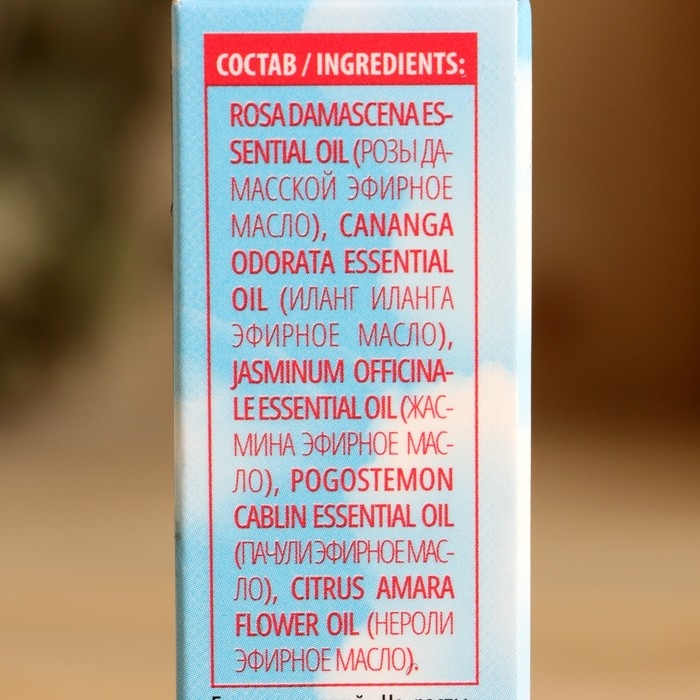 СОСТАВ / INGREDIENTS:
ROSA DAMASCENA ES-
SENTIAL OIL (РОЗЫ ДА-
МАССКОЙ ЭФИРНОЕ
МАСЛО), CANANGA
ODORATA ESSENTIAL
OIL (ИЛАНГ ИЛАНГА
ЭФИРНОЕ МАСЛО),
JASMINUM OFFICINA-
LE ESSENTIAL OIL (ЖАС-
МИНА ЭФИРНОЕ МАС-
ЛО), POGOSTEMON
CABLIN ESSENTIAL OIL
(ПАЧУЛИ ЭФИРНОЕ МАС-
ЛО), CITRUS AMARA
FLOWER OIL (НЕРОЛИ
ЭФИРНОЕ МАСЛО).